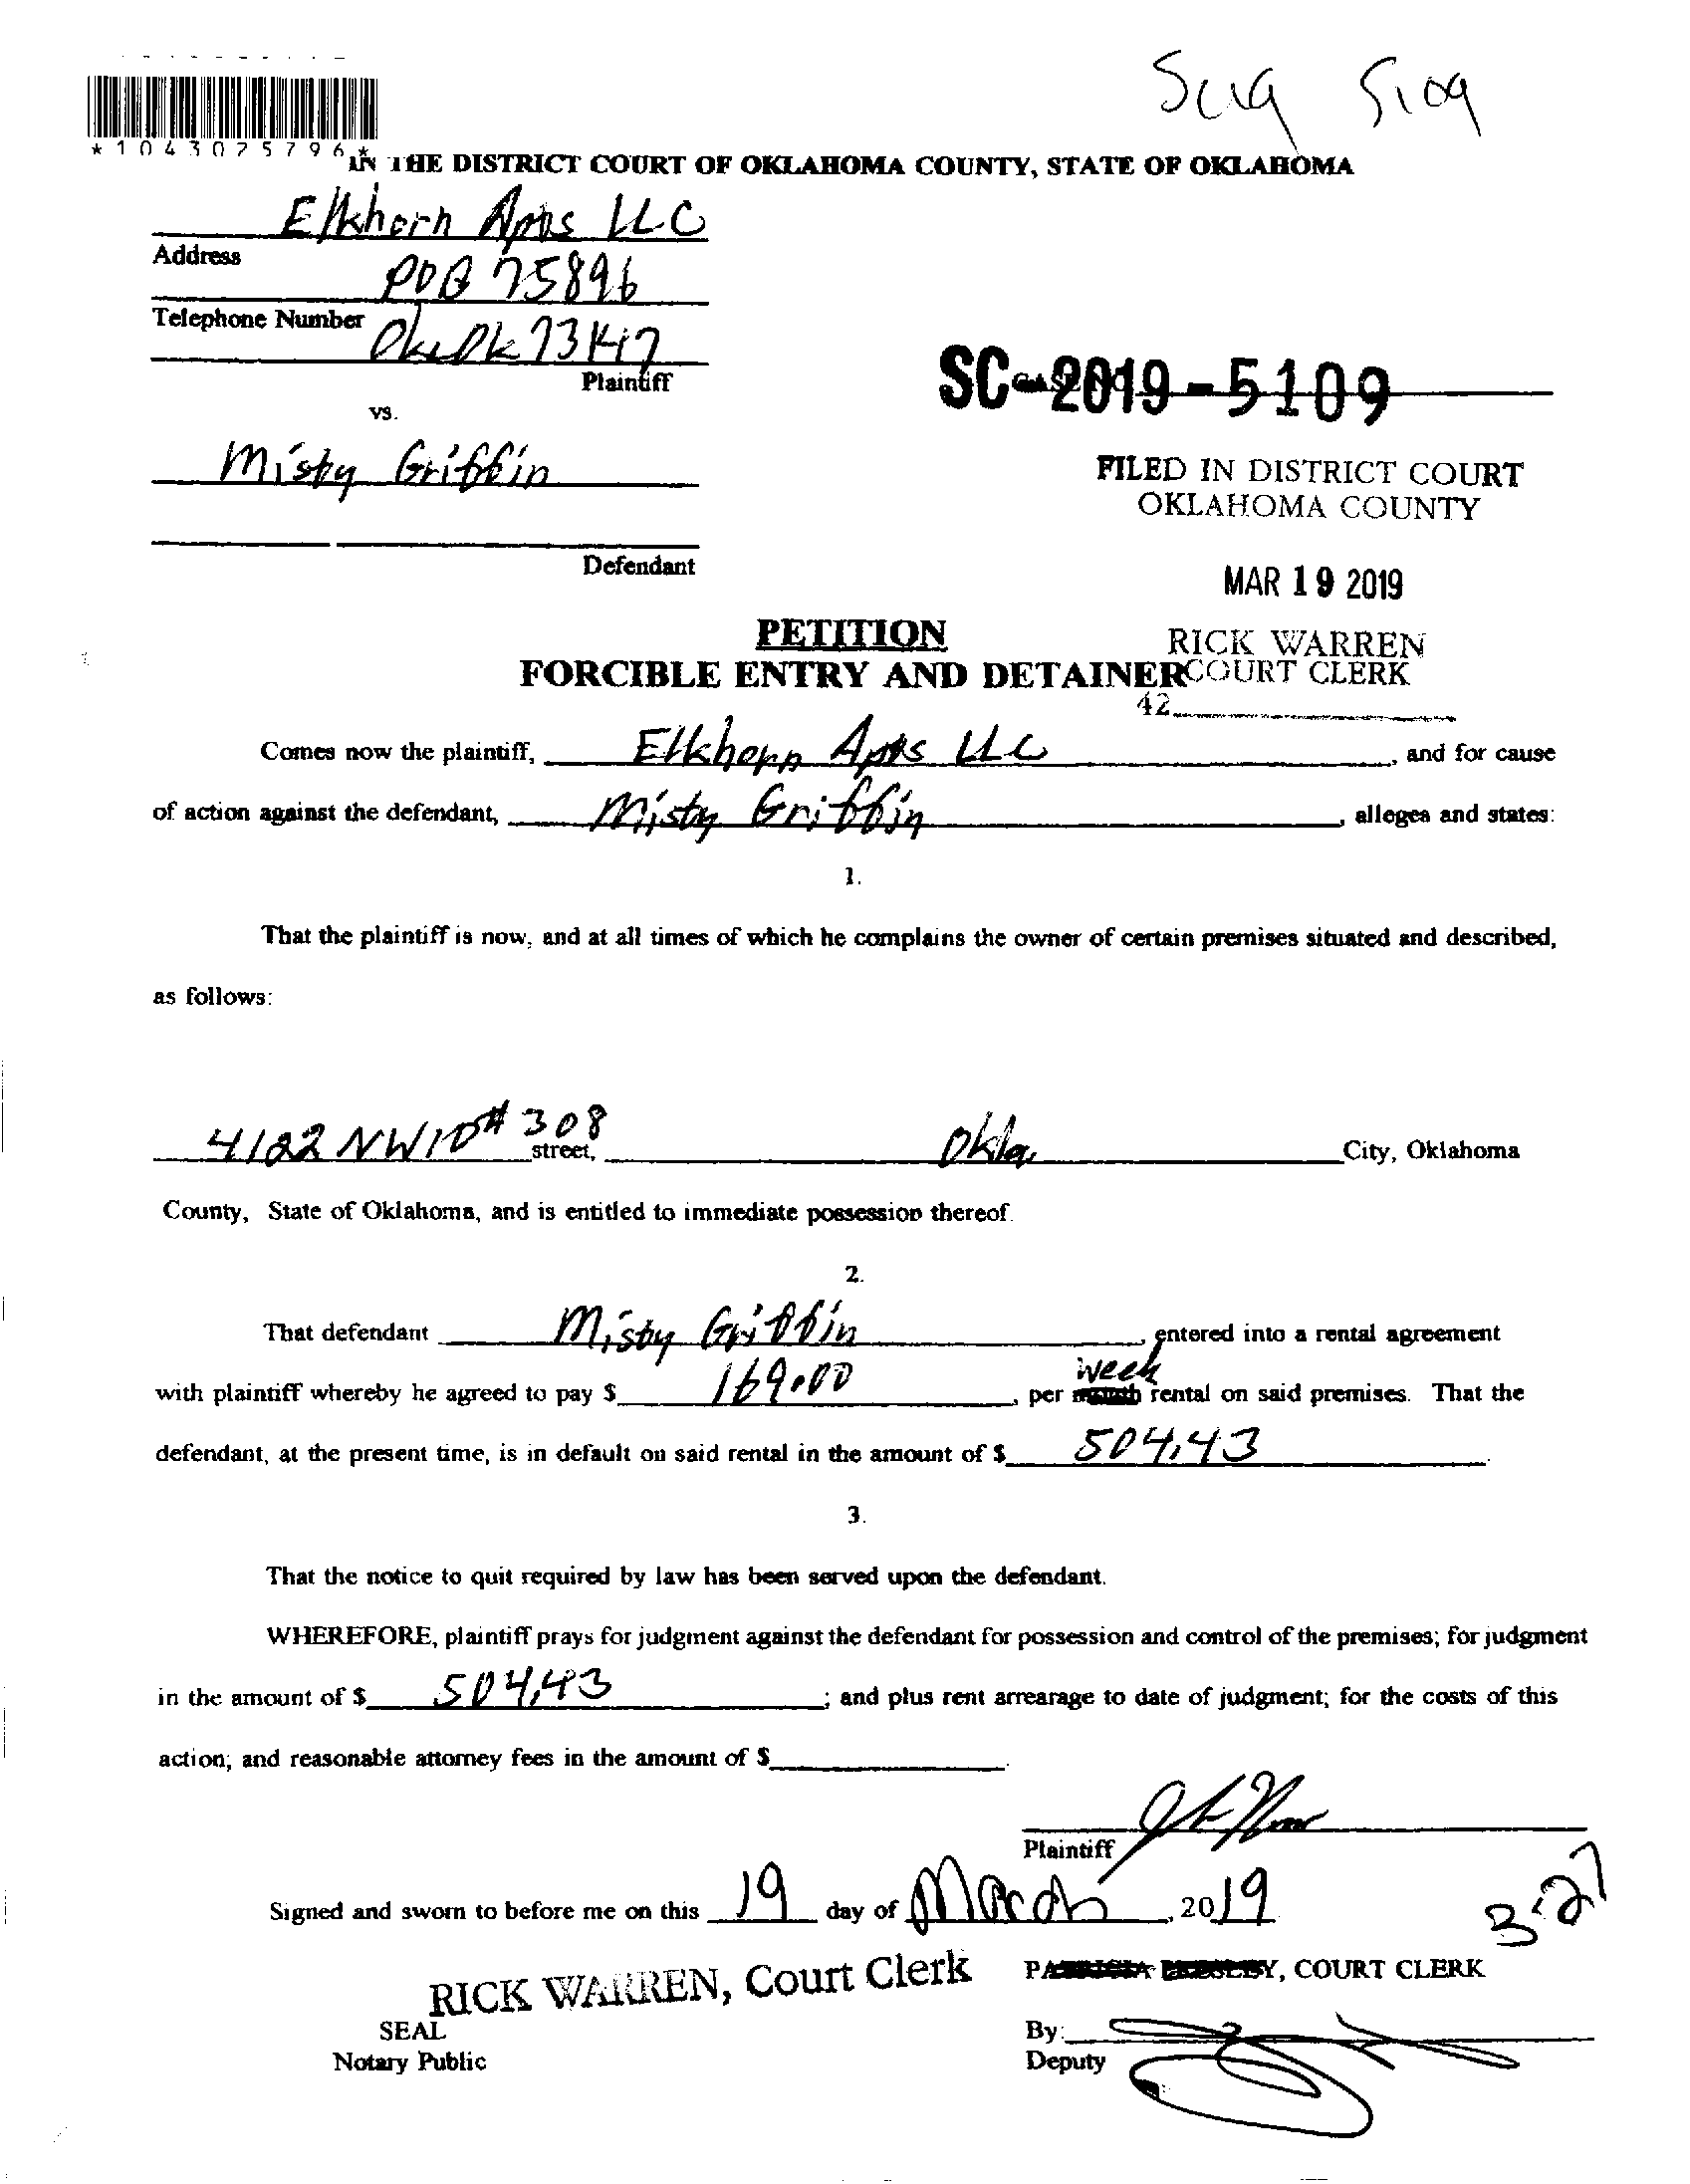 Sc19 5109
*1043075796*
IN THE DISTRICT COURT OF OKLAHOMA COUNTY, STATE OF OKLAHOMA
Elkhorn Apts LLC
Address
POB 75896
Telephone Number
Okc Ok 73147
Plaintiff
SC-2019-5109
vs.
Misty Griffin
FILED IN DISTRICT COURT
OKLAHOMA COUNTY
Defendant
MAR 19 2019
PETITION
RICK WARREN
FORCIBLE ENTRY AND DETAINER
COURT CLERK
42
Comes now the plaintiff, Elkhorn Apts LLC, and for cause
of action against the defendant, Misty Griffin, alleges and states:
1.
That the plaintiff is now, and at all times of which he complains the owner of certain premises situated and described,
as follows:
4122 NW10 # 308 street, Okla. City, Oklahoma
County, State of Oklahoma, and is entitled to immediate possession thereof.
2.
That defendant Misty Griffin, entered into a rental agreement
week
with plaintiff whereby he agreed to pay $ 169.00, per month rental on said premises. That the
defendant, at the present time, is in default on said rental in the amount of $ 504.43.
3.
That the notice to quit required by law has been served upon the defendant.
WHEREFORE, plaintiff prays for judgment against the defendant for possession and control of the premises; for judgment
in the amount of $ 504.43; and plus rent arrearage to date of judgment; for the costs of this
action; and reasonable attorney fees in the amount of $.
Plaintiff
Signed and sworn to before me on this 19 day of March, 2019
3-27
RICK WARREN, Court Clerk
COURT CLERK
SEAL
By:
Notary Public
Deputy